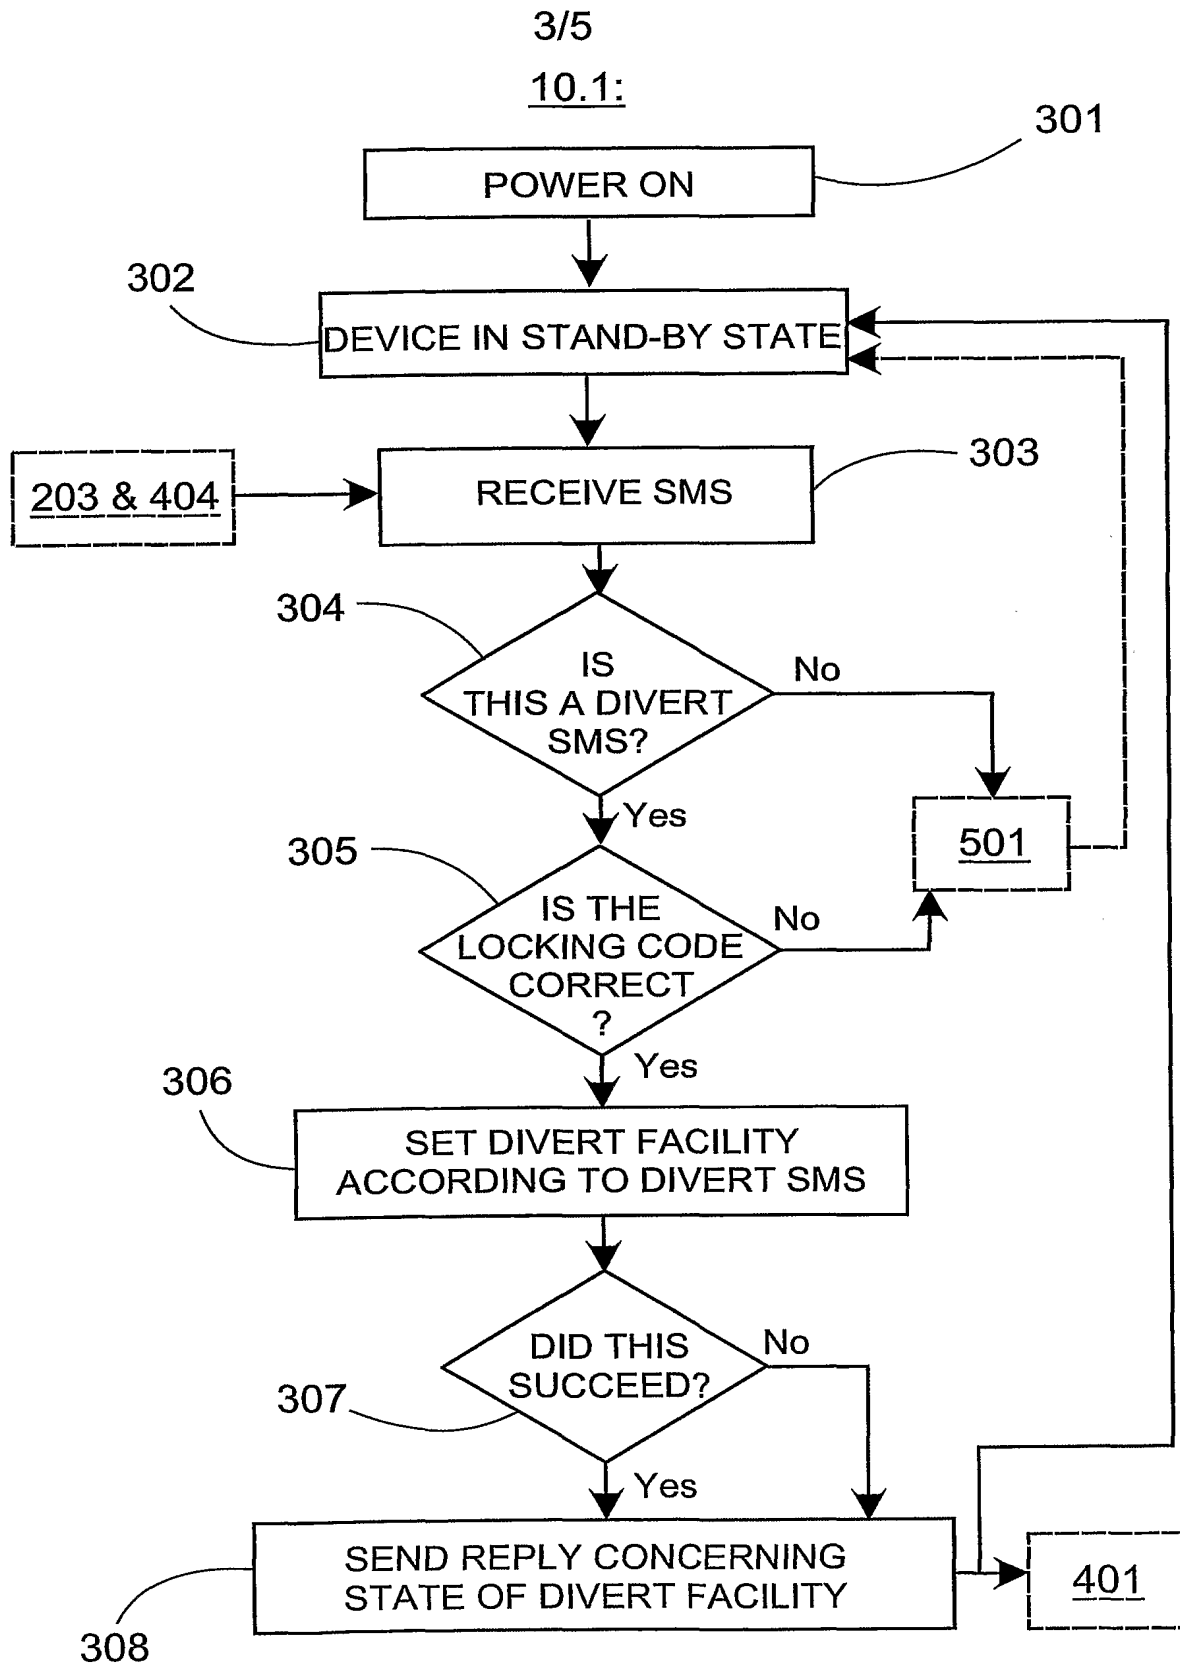 3/5
10.1:
301
POWER ON
302
DEVICE IN STAND-BY STATE
303
203 & 404
RECEIVE SMS
304
IS
THIS A DIVERT
SMS?
No
Yes
501
305
IS THE
LOCKING CODE
CORRECT
?
No
Yes
306
SET DIVERT FACILITY
ACCORDING TO DIVERT SMS
DID THIS
SUCCEED?
No
307
Yes
SEND REPLY CONCERNING
STATE OF DIVERT FACILITY
401
308